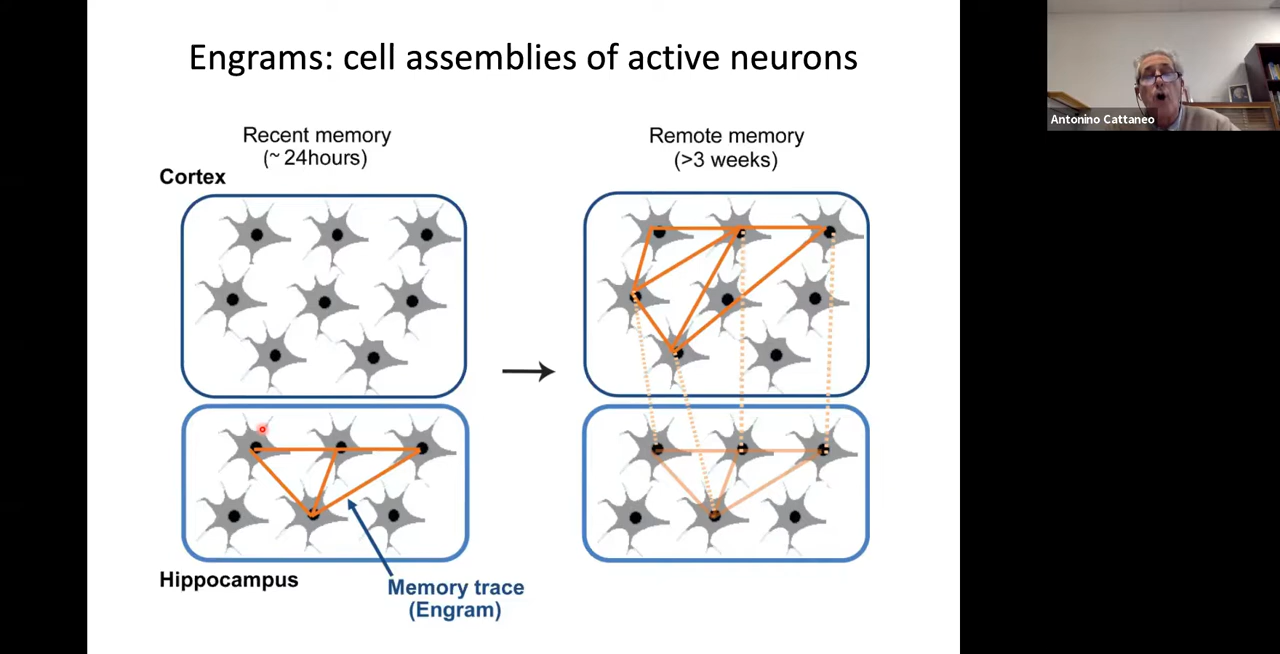 Engrams: cell assemblies of active neurons
Antonino Cattaneo
Recent memory
(~ 24hours)
Remote memory
(>3 weeks)
Cortex
Hippocampus
Memory trace
(Engram)